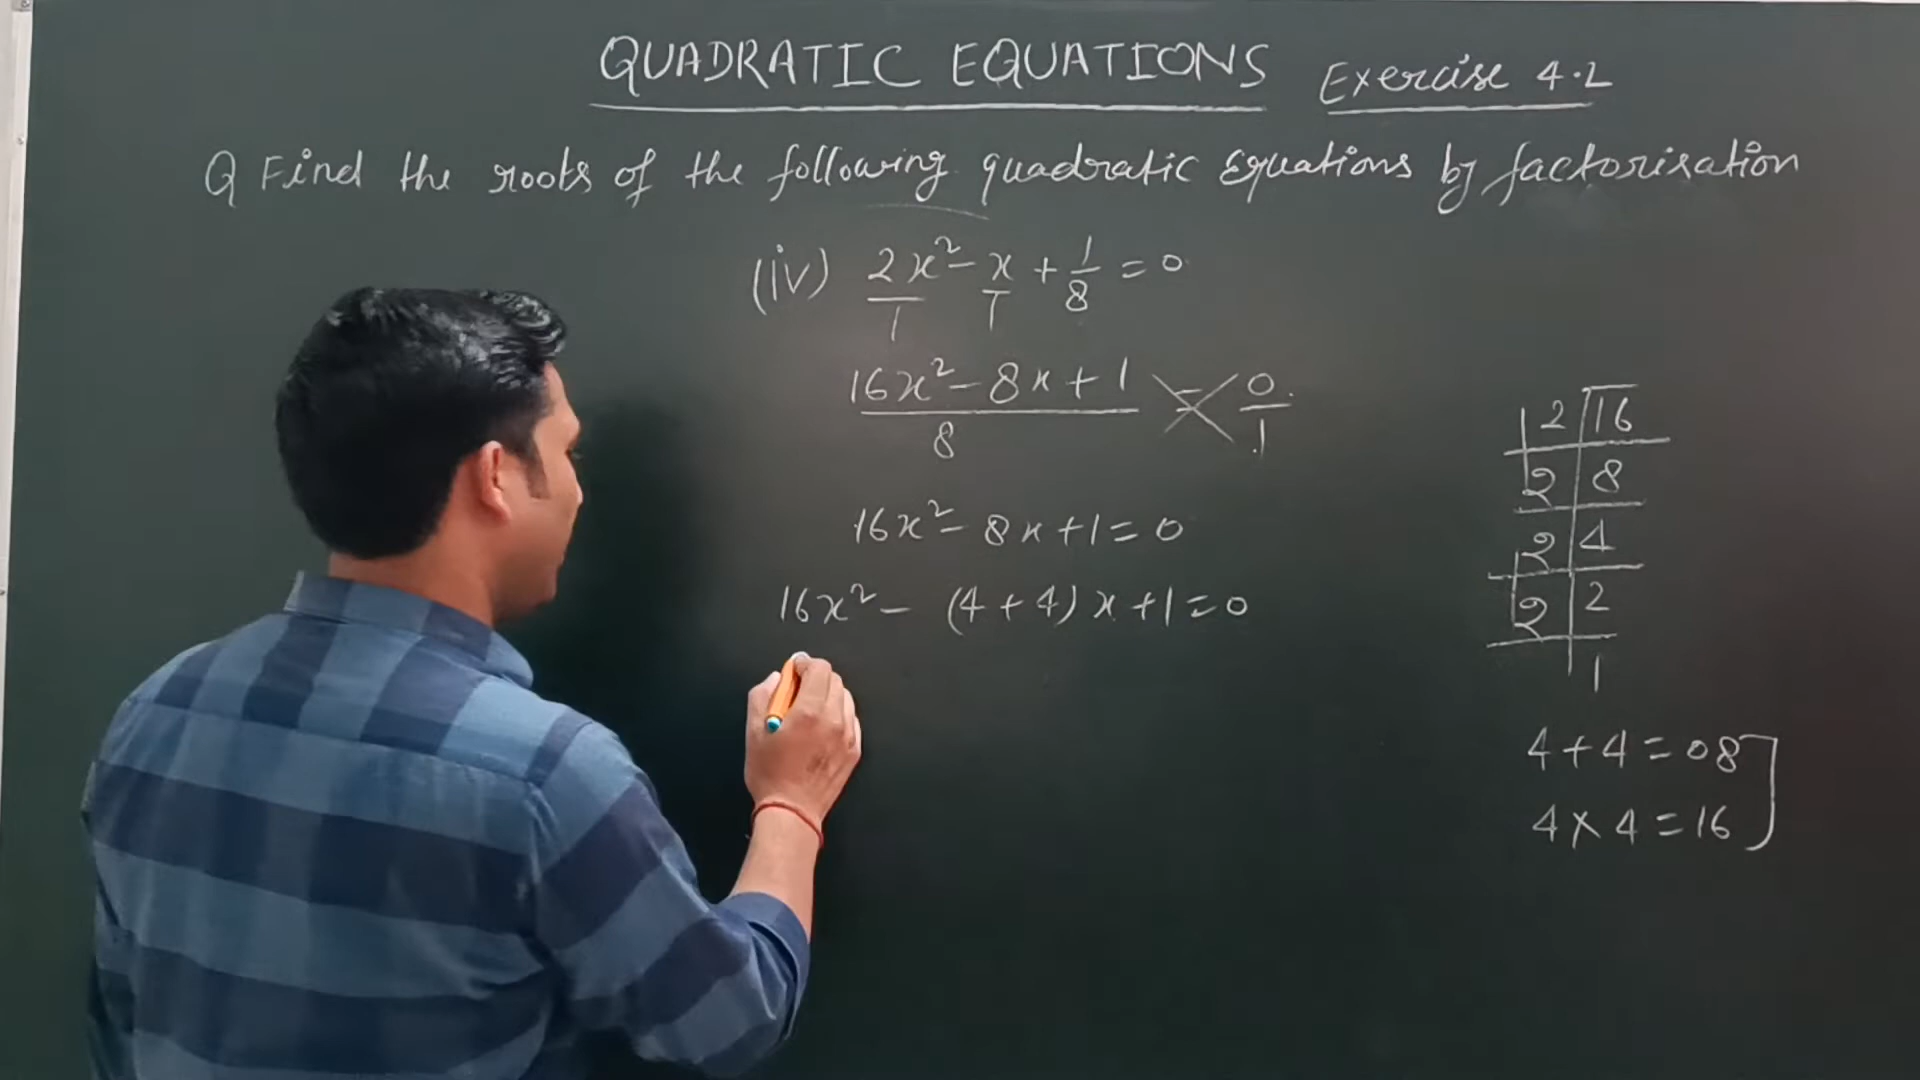 QUADRATIC EQUATIONS Exercise 4.2
Q Find the roots of the following quadratic Equations by factorisation
(iv) 2x²/1 - x/1 + 1/8 = 0
(16x² - 8x + 1)/8 = 0/1
16x² - 8x + 1 = 0
16x² - (4 + 4) x + 1 = 0
2 | 16
2 | 8
2 | 4
2 | 2
1
4 + 4 = 08
4 × 4 = 16